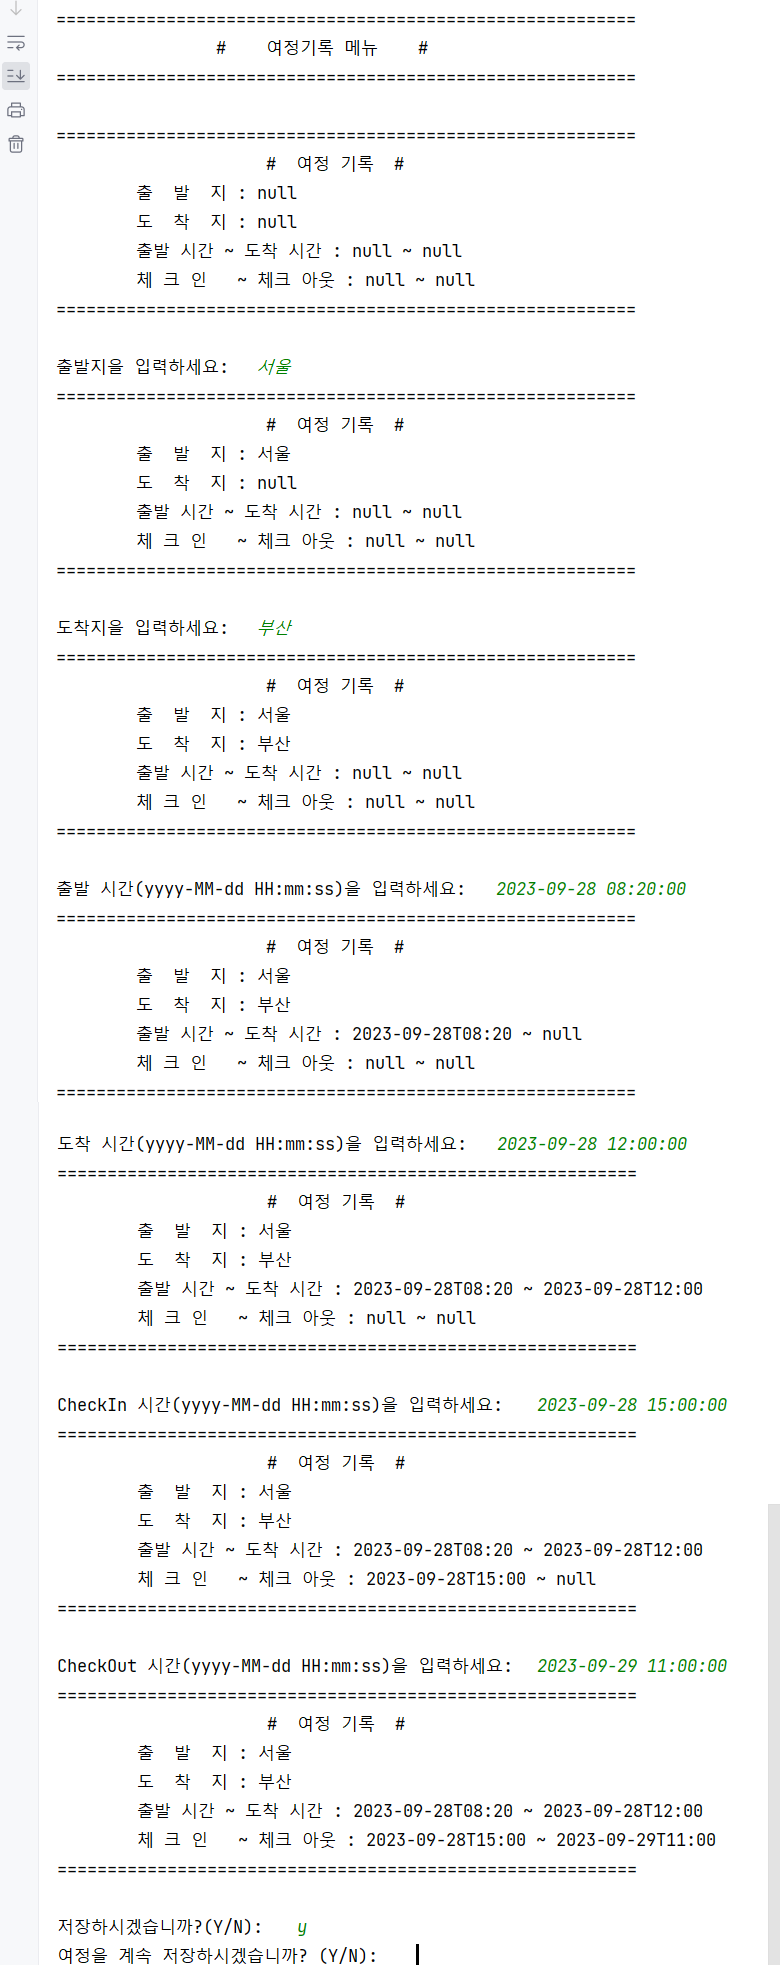 ==========================================================
# 여정기록 메뉴 #
==========================================================
==========================================================
# 여정 기록 #
출 발 지 : null
도 착 지 : null
출발 시간 ~ 도착 시간 : null ~ null
체 크 인 ~ 체크 아웃 : null ~ null
==========================================================
출발지을 입력하세요: 서울
==========================================================
# 여정 기록 #
출 발 지 : 서울
도 착 지 : null
출발 시간 ~ 도착 시간 : null ~ null
체 크 인 ~ 체크 아웃 : null ~ null
==========================================================
도착지을 입력하세요: 부산
==========================================================
# 여정 기록 #
출 발 지 : 서울
도 착 지 : 부산
출발 시간 ~ 도착 시간 : null ~ null
체 크 인 ~ 체크 아웃 : null ~ null
==========================================================
출발 시간(yyyy-MM-dd HH:mm:ss)을 입력하세요: 2023-09-28 08:20:00
==========================================================
# 여정 기록 #
출 발 지 : 서울
도 착 지 : 부산
출발 시간 ~ 도착 시간 : 2023-09-28T08:20 ~ null
체 크 인 ~ 체크 아웃 : null ~ null
==========================================================
도착 시간(yyyy-MM-dd HH:mm:ss)을 입력하세요: 2023-09-28 12:00:00
==========================================================
# 여정 기록 #
출 발 지 : 서울
도 착 지 : 부산
출발 시간 ~ 도착 시간 : 2023-09-28T08:20 ~ 2023-09-28T12:00
체 크 인 ~ 체크 아웃 : null ~ null
==========================================================
CheckIn 시간(yyyy-MM-dd HH:mm:ss)을 입력하세요: 2023-09-28 15:00:00
==========================================================
# 여정 기록 #
출 발 지 : 서울
도 착 지 : 부산
출발 시간 ~ 도착 시간 : 2023-09-28T08:20 ~ 2023-09-28T12:00
체 크 인 ~ 체크 아웃 : 2023-09-28T15:00 ~ null
==========================================================
CheckOut 시간(yyyy-MM-dd HH:mm:ss)을 입력하세요: 2023-09-29 11:00:00
==========================================================
# 여정 기록 #
출 발 지 : 서울
도 착 지 : 부산
출발 시간 ~ 도착 시간 : 2023-09-28T08:20 ~ 2023-09-28T12:00
체 크 인 ~ 체크 아웃 : 2023-09-28T15:00 ~ 2023-09-29T11:00
==========================================================
저장하시겠습니까?(Y/N): y
여정을 계속 저장하시겠습니까? (Y/N):